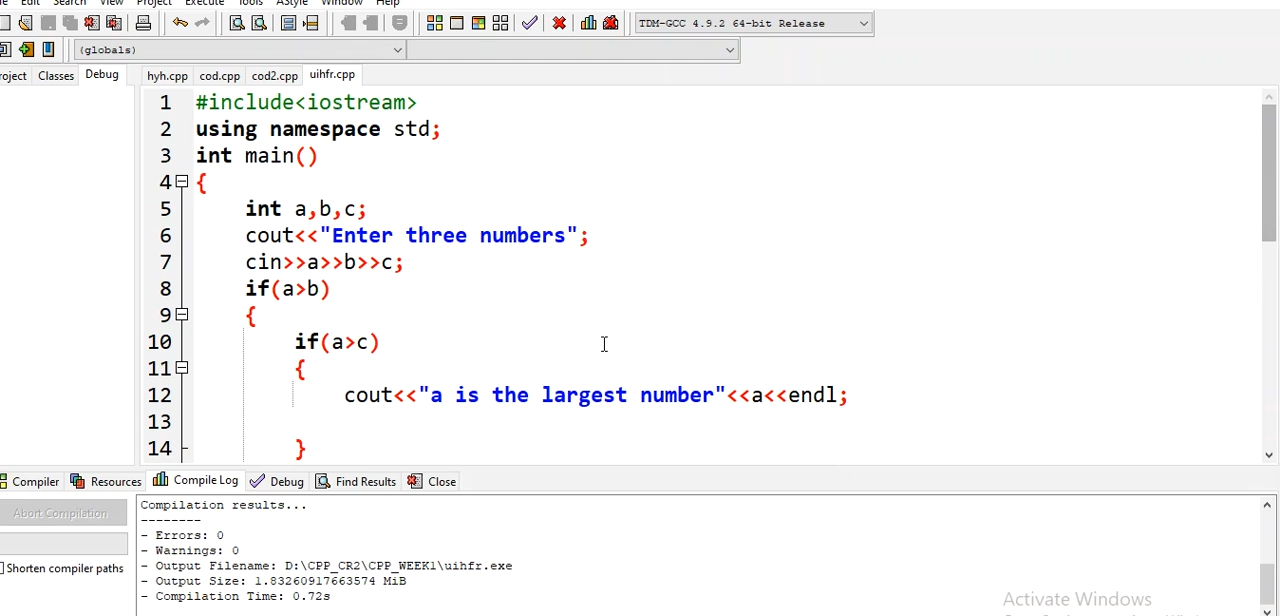 Edit Search View Project Execute Tools AStyle Window Help
TDM-GCC 4.9.2 64-bit Release
(globals)
roject Classes Debug hyh.cpp cod.cpp cod2.cpp uihfr.cpp
1 #include<iostream>
2 using namespace std;
3 int main()
4 {
5 int a,b,c;
6 cout<<"Enter three numbers";
7 cin>>a>>b>>c;
8 if(a>b)
9 {
10 if(a>c)
11 {
12 cout<<"a is the largest number"<<a<<endl;
13
14 }
Compiler Resources Compile Log Debug Find Results Close
Abort Compilation
Shorten compiler paths
Compilation results...
--------
- Errors: 0
- Warnings: 0
- Output Filename: D:\CPP_CR2\CPP_WEEK1\uihfr.exe
- Output Size: 1.83260917663574 MiB
- Compilation Time: 0.72s
Activate Windows